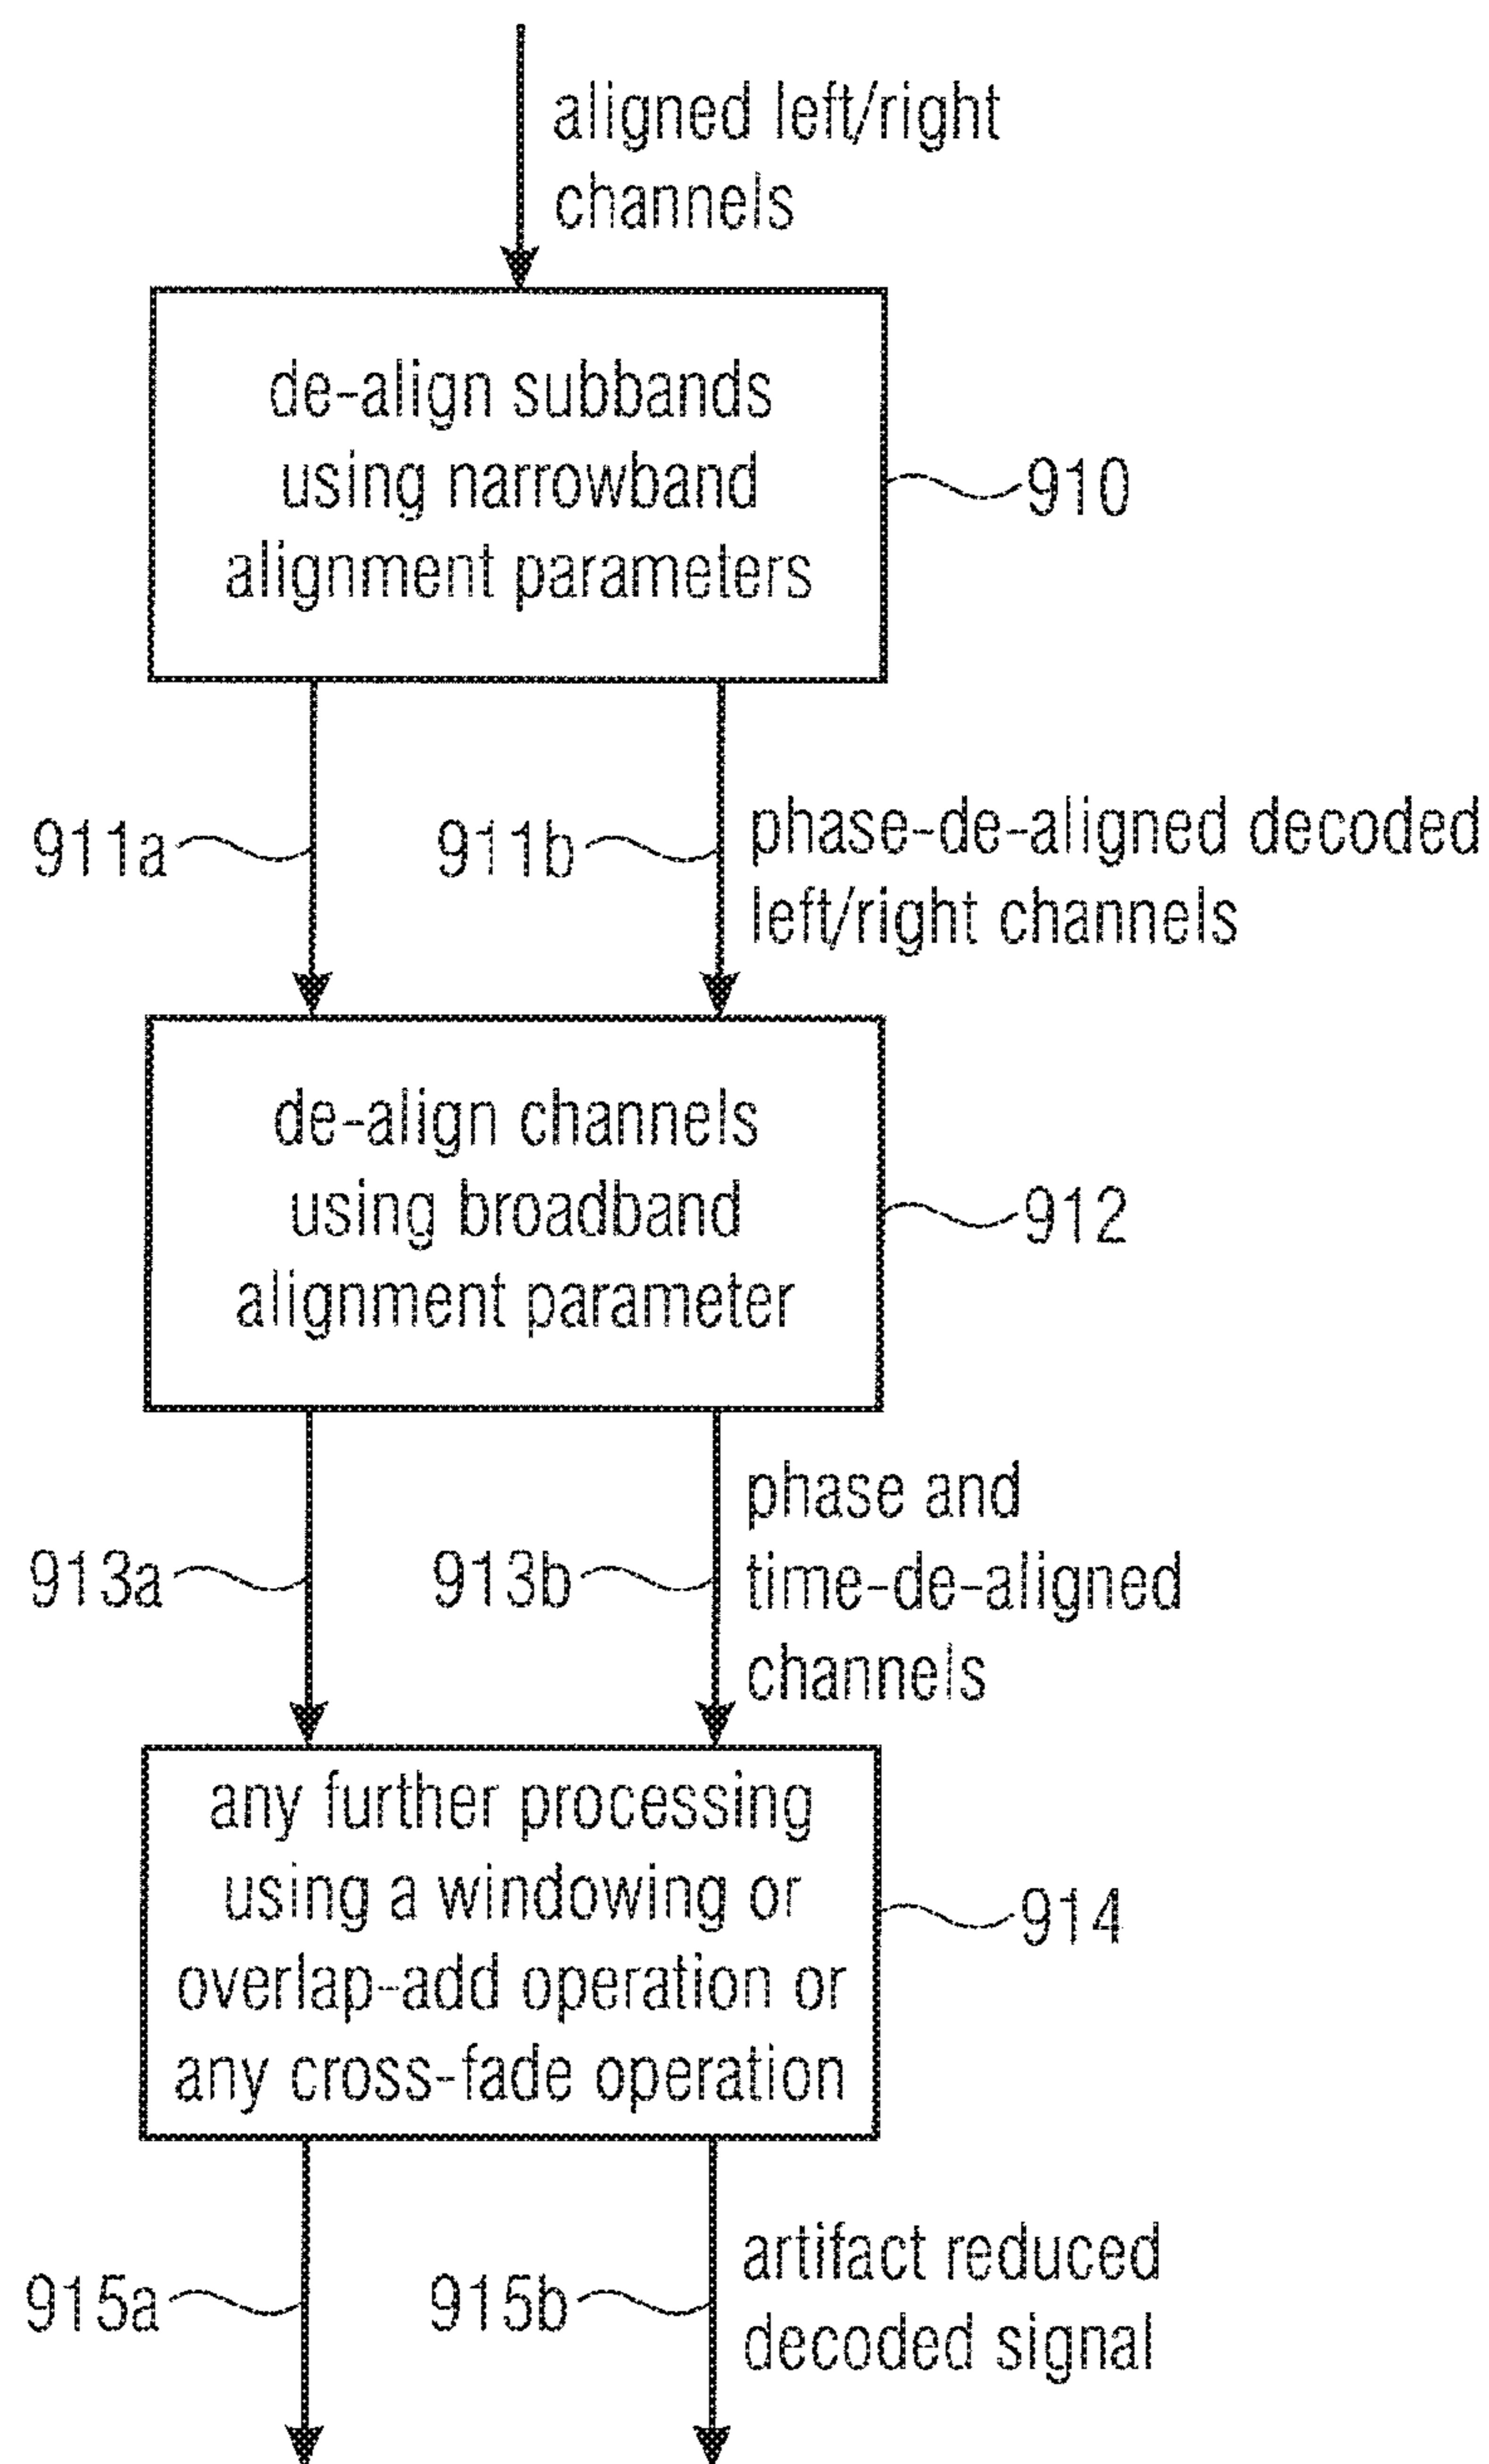 aligned left/right
channels
de-align subbands
using narrowband
alignment parameters
910
911a
911b
phase-de-aligned decoded
left/right channels
de-align channels
using broadband
alignment parameter
912
913a
913b
phase and
time-de-aligned
channels
any further processing
using a windowing or
overlap-add operation or
any cross-fade operation
914
915a
915b
artifact reduced
decoded signal